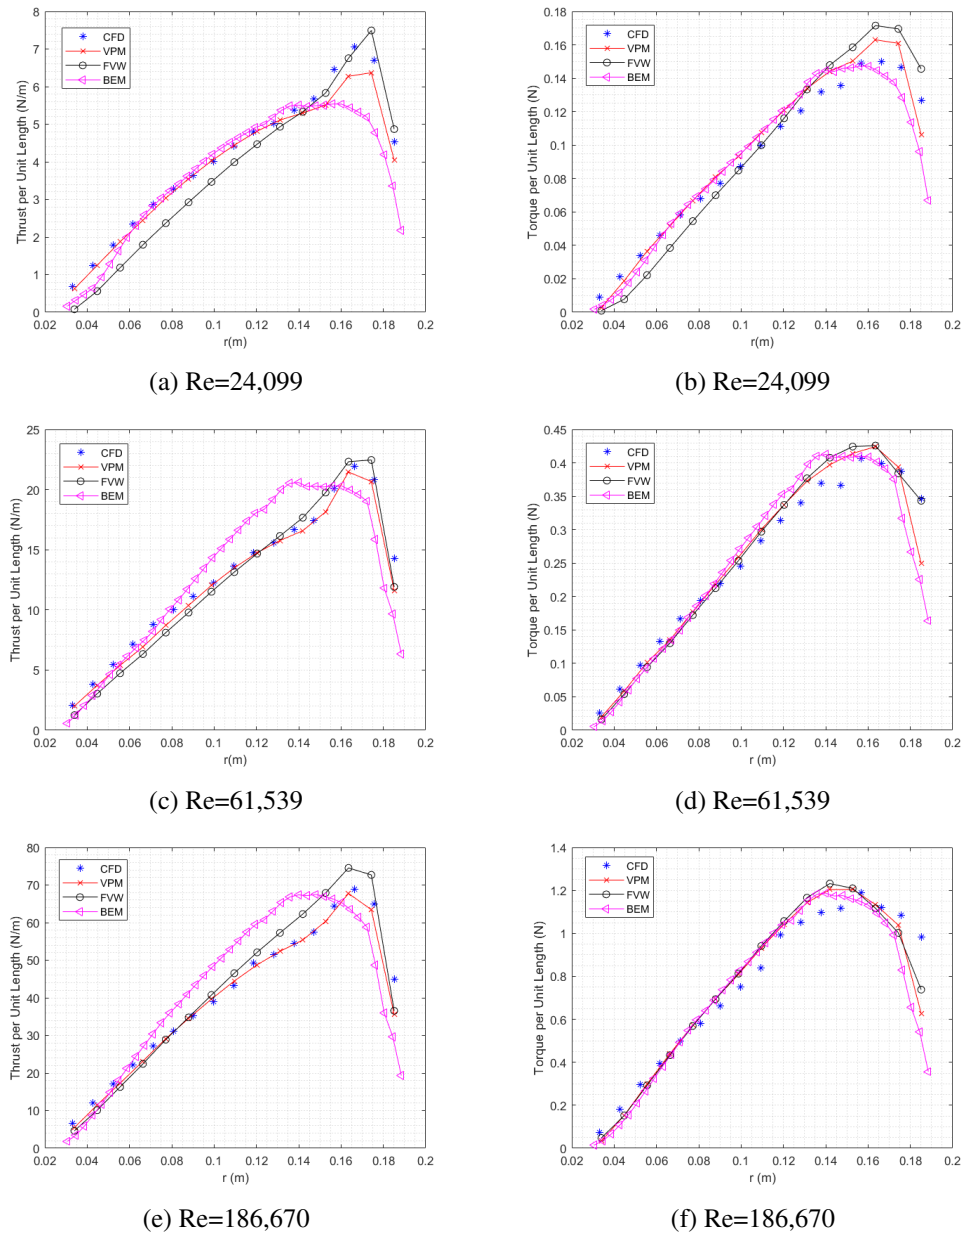 8
7
6
5
4
3
2
1
0
Thrust per Unit Length (N/m)
CFD
VPM
FVW
BEM
0.02 0.04 0.06 0.08 0.1 0.12 0.14 0.16 0.18 0.2
r(m)
(a) Re=24,099
0.18
0.16
0.14
0.12
0.1
0.08
0.06
0.04
0.02
0
Torque per Unit Length (N)
CFD
VPM
FVW
BEM
0.02 0.04 0.06 0.08 0.1 0.12 0.14 0.16 0.18 0.2
r (m)
(b) Re=24,099
25
20
15
10
5
0
Thrust per Unit Length (N/m)
CFD
VPM
FVW
BEM
0.02 0.04 0.06 0.08 0.1 0.12 0.14 0.16 0.18 0.2
r(m)
(c) Re=61,539
0.45
0.4
0.35
0.3
0.25
0.2
0.15
0.1
0.05
0
Torque per Unit Length (N)
CFD
VPM
FVW
BEM
0.02 0.04 0.06 0.08 0.1 0.12 0.14 0.16 0.18 0.2
r (m)
(d) Re=61,539
80
70
60
50
40
30
20
10
0
Thrust per Unit Length (N/m)
CFD
VPM
FVW
BEM
0.02 0.04 0.06 0.08 0.1 0.12 0.14 0.16 0.18 0.2
r (m)
(e) Re=186,670
1.4
1.2
1
0.8
0.6
0.4
0.2
0
Torque per Unit Length (N)
CFD
VPM
FVW
BEM
0.02 0.04 0.06 0.08 0.1 0.12 0.14 0.16 0.18 0.2
r (m)
(f) Re=186,670